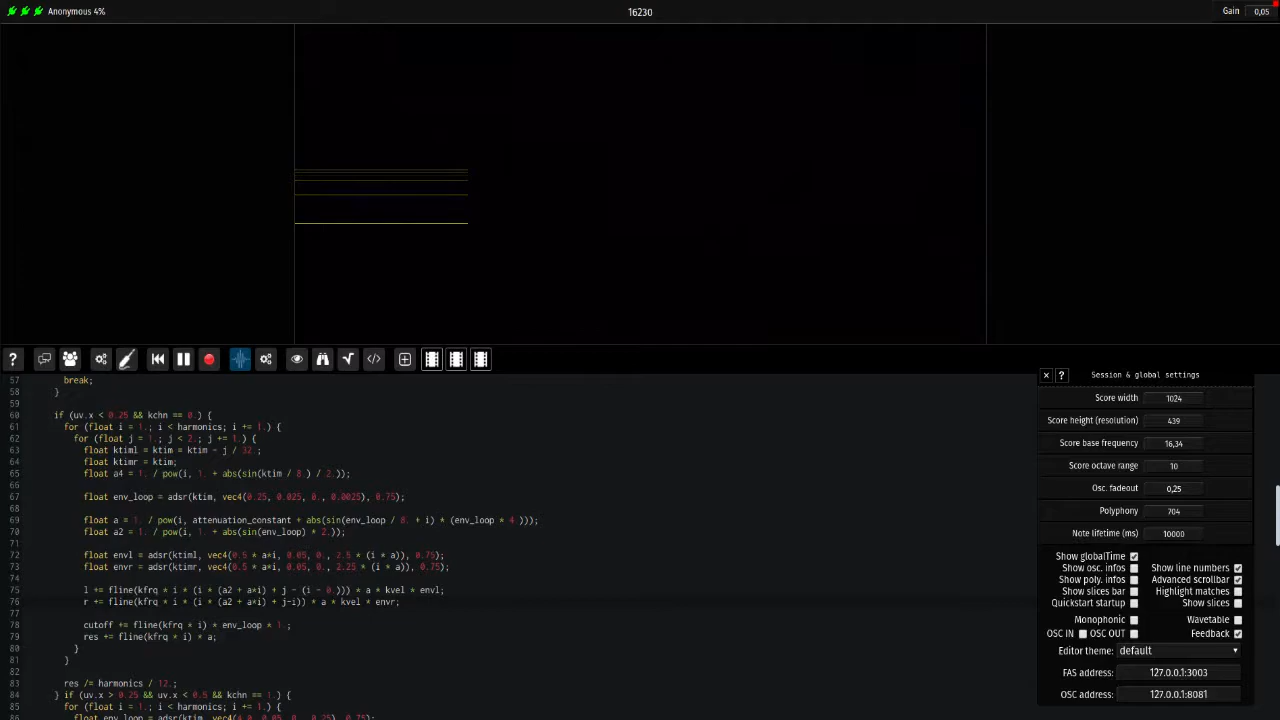 Anonymous 4%
16230
Gain 0,05
?
57 break;
58 }
59
60 if (uv.x < 0.25 && kchn == 0.) {
61 for (float i = 1.; i < harmonics; i += 1.) {
62 for (float j = 1.; j < 2.; j += 1.) {
63 float ktiml = ktim = ktim - j / 32.;
64 float ktimr = ktim;
65 float a4 = 1. / pow(i, 1. + abs(sin(ktim / 8.) / 2.));
66
67 float env_loop = adsr(ktim, vec4(0.25, 0.025, 0., 0.0025), 0.75);
68
69 float a = 1. / pow(i, attenuation_constant + abs(sin(env_loop / 8. + i) * (env_loop * 4.)));
70 float a2 = 1. / pow(i, 1. + abs(sin(env_loop) * 2.));
71
72 float envl = adsr(ktiml, vec4(0.5 * a*i, 0.05, 0., 2.5 * (i * a)), 0.75);
73 float envr = adsr(ktimr, vec4(0.5 * a*i, 0.05, 0., 2.25 * (i * a)), 0.75);
74
75 l += fline(kfrq * i * (i * (a2 + a*i) + j - (i - 0.))) * a * kvel * envl;
76 r += fline(kfrq * i * (i * (a2 + a*i) + j-i)) * a * kvel * envr;
77
78 cutoff += fline(kfrq * i) * env_loop * 1.;
79 res += fline(kfrq * i) * a;
80 }
81 }
82
83 res /= harmonics / 12.;
84 } if (uv.x > 0.25 && uv.x < 0.5 && kchn == 1.) {
85 for (float i = 1.; i < harmonics; i += 1.) {
86
× ? Session & global settings
Score width 1024
Score height (resolution) 439
Score base frequency 16,34
Score octave range 10
Osc. fadeout 0,25
Polyphony 704
Note lifetime (ms) 10000
Show globalTime
Show osc. infos Show line numbers
Show poly. infos Advanced scrollbar
Show slices bar Highlight matches
Quickstart startup Show slices
Monophonic Wavetable
OSC IN OSC OUT Feedback
Editor theme: default
FAS address: 127.0.0.1:3003
OSC address: 127.0.0.1:8081